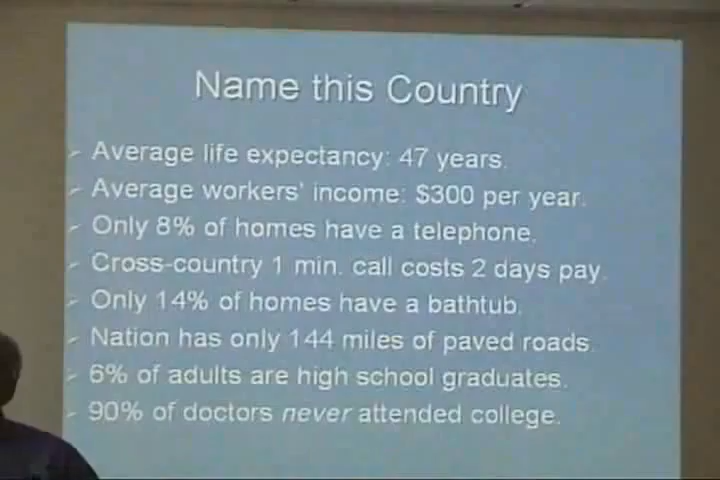 Name this Country
Average life expectancy: 47 years.
Average workers' income: $300 per year.
Only 8% of homes have a telephone.
Cross-country 1 min. call costs 2 days pay.
Only 14% of homes have a bathtub.
Nation has only 144 miles of paved roads.
6% of adults are high school graduates.
90% of doctors never attended college.